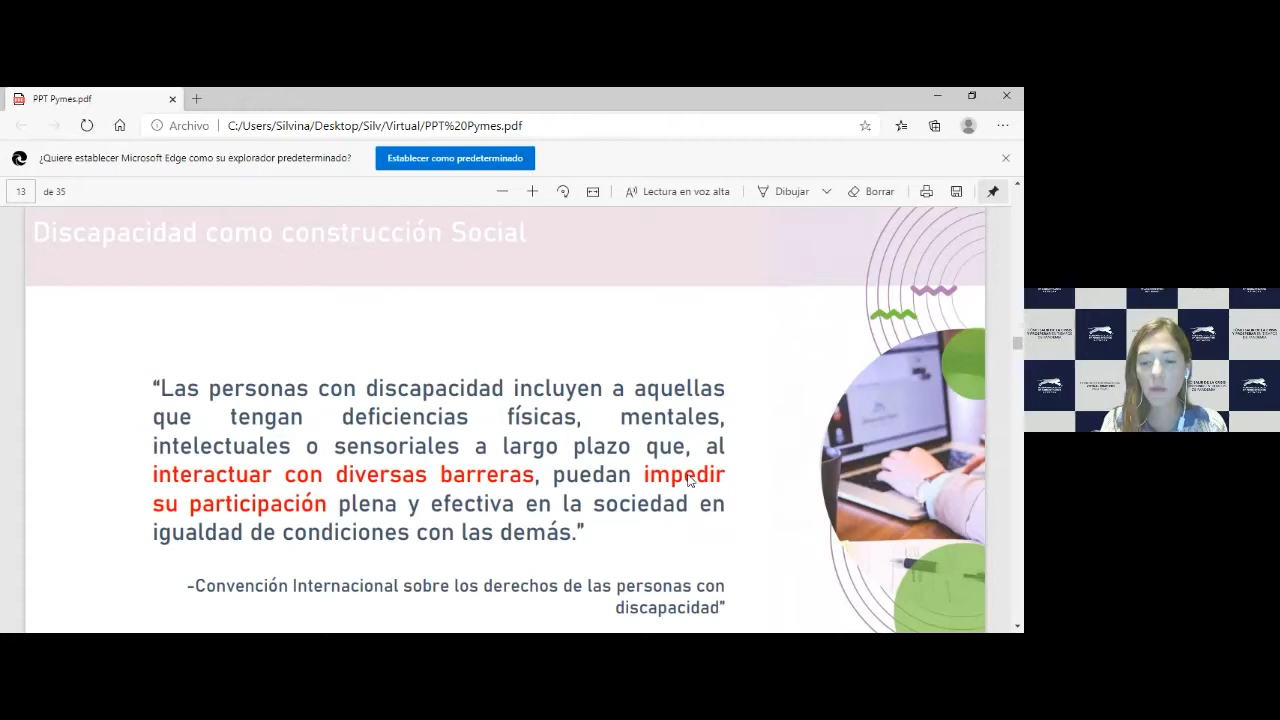 PPT Pymes.pdf
Archivo
C:/Users/Silvina/Desktop/Silv/Virtual/PPT%20Pymes.pdf
¿Quiere establecer Microsoft Edge como su explorador predeterminado?
Establecer como predeterminado
13
de 35
Lectura en voz alta
Dibujar
Borrar
Discapacidad como construcción Social
“Las personas con discapacidad incluyen a aquellas
que tengan deficiencias físicas, mentales,
intelectuales o sensoriales a largo plazo que, al
interactuar con diversas barreras, puedan impedir
su participación plena y efectiva en la sociedad en
igualdad de condiciones con las demás.”
-Convención Internacional sobre los derechos de las personas con
discapacidad”